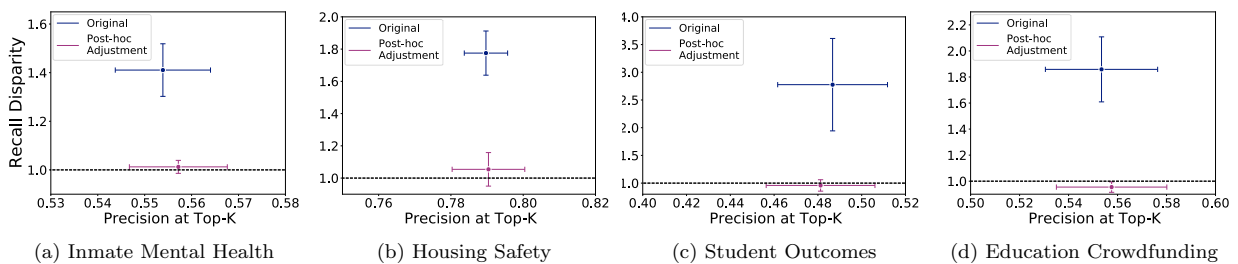 Recall Disparity
1.6
1.4
1.2
1.0
Original
Post-hoc
Adjustment
0.53 0.54 0.55 0.56 0.57 0.58
Precision at Top-K
(a) Inmate Mental Health
2.0
1.8
1.6
1.4
1.2
1.0
Original
Post-hoc
Adjustment
0.76 0.78 0.80 0.82
Precision at Top-K
(b) Housing Safety
4.0
3.5
3.0
2.5
2.0
1.5
1.0
Original
Post-hoc
Adjustment
0.40 0.42 0.44 0.46 0.48 0.50 0.52
Precision at Top-K
(c) Student Outcomes
2.2
2.0
1.8
1.6
1.4
1.2
1.0
Original
Post-hoc
Adjustment
0.50 0.52 0.54 0.56 0.58 0.60
Precision at Top-K
(d) Education Crowdfunding